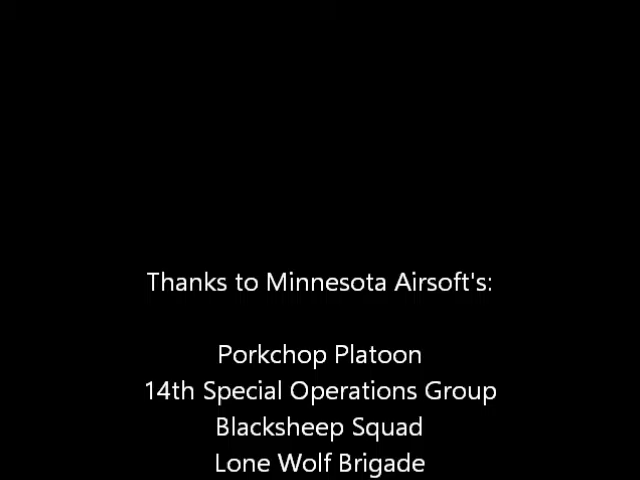 Thanks to Minnesota Airsoft's:
Porkchop Platoon
14th Special Operations Group
Blacksheep Squad
Lone Wolf Brigade